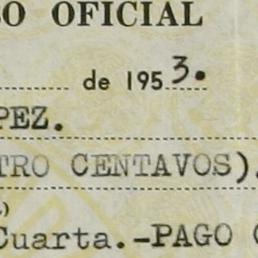 O OFICIAL
de 1953.
PEZ.
TRO CENTAVOS).
Cuarta.-PAGO